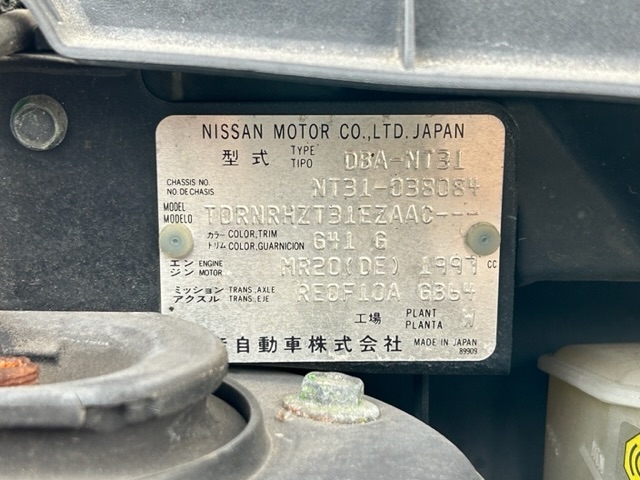 NISSAN MOTOR CO.,LTD. JAPAN
型式 TYPE TIPO DBA-NT31
CHASSIS NO. NO.DE CHASIS NT31-038084
MODEL MODELO TDRNRHZT31EZAAC---
カラー COLOR,TRIM G41 G
トリム COLOR,GUARNICION
エンジン ENGINE MOTOR MR20(DE) 1997 CC
ミッション TRANS,AXLE RE0F10A GB64
アクスル TRANS,EJE
工場 PLANT PLANTA W
産自動車株式会社 MADE IN JAPAN
89909